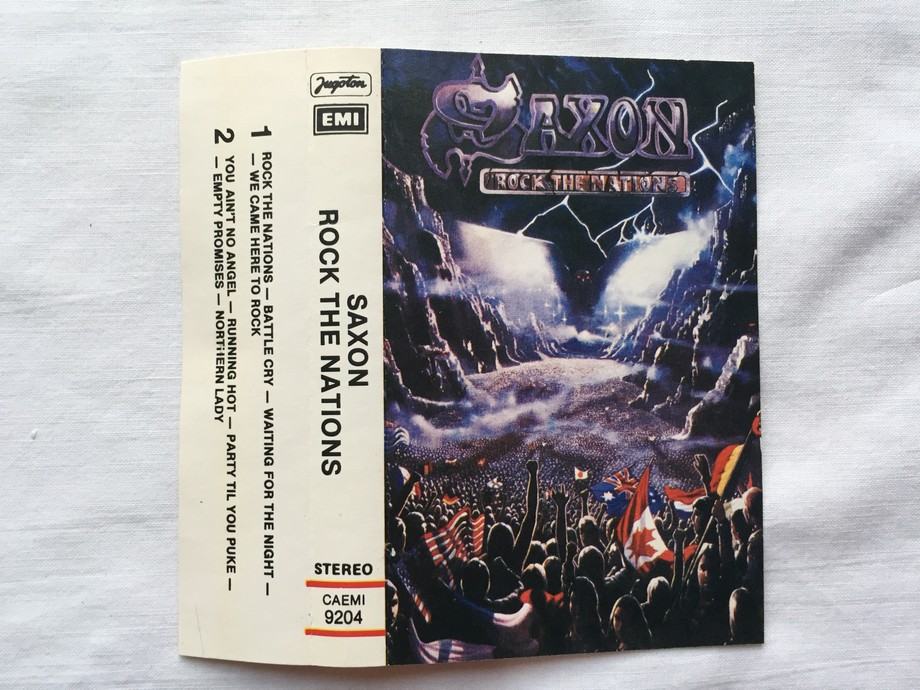 SAXON
ROCK THE NATIONS
Jugoton
EMI
SAXON
ROCK THE NATIONS
STEREO
CAEMI
9204
1 ROCK THE NATIONS — BATTLE CRY — WAITING FOR THE NIGHT —
— WE CAME HERE TO ROCK
2 YOU AIN'T NO ANGEL — RUNNING HOT — PARTY TIL YOU PUKE —
— EMPTY PROMISES — NORTHERN LADY